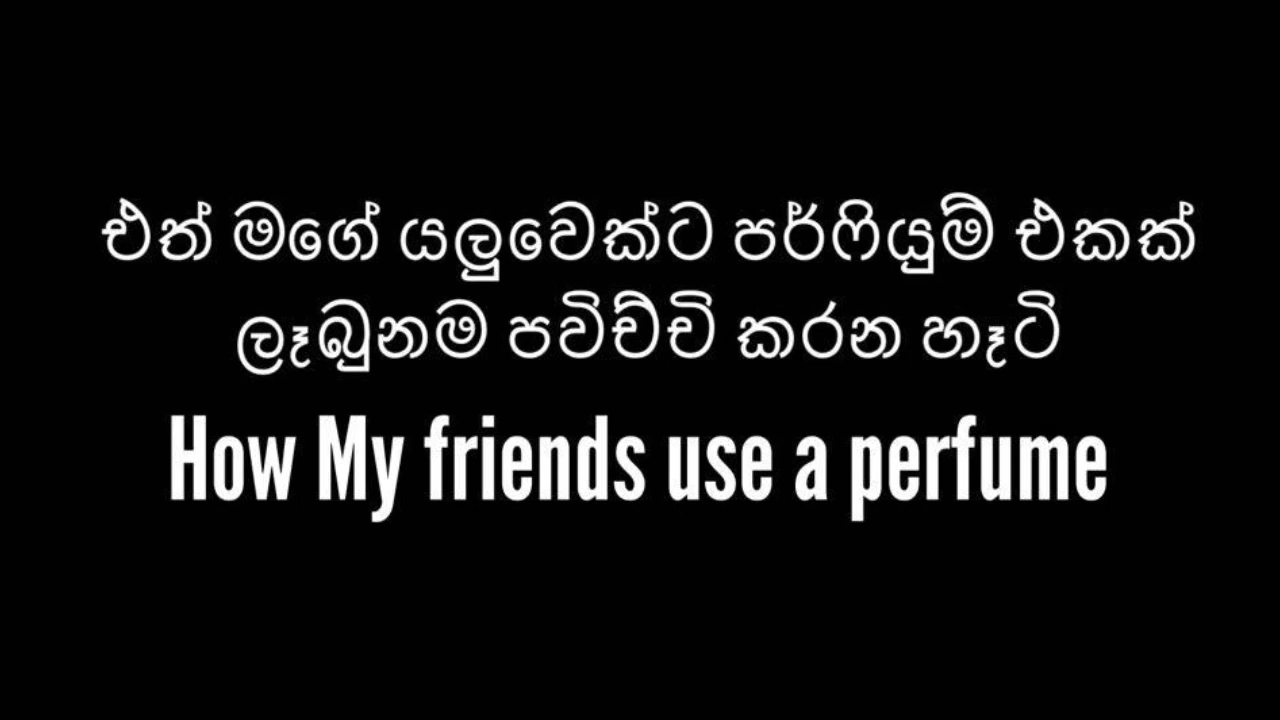 එත් මගේ යලුවෙක්ට පර්ෆියුම් එකක්
ලෑබුනම පවිච්චි කරන හෑටි
How My friends use a perfume